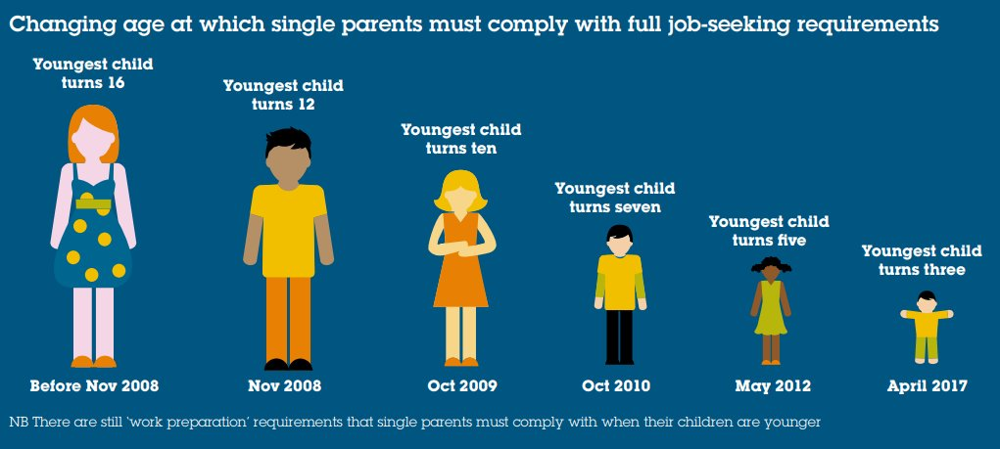 Changing age at which single parents must comply with full job-seeking requirements
Youngest child
turns 16
Youngest child
turns 12
Youngest child
turns ten
Youngest child
turns seven
Youngest child
turns five
Youngest child
turns three
Before Nov 2008
Nov 2008
Oct 2009
Oct 2010
May 2012
April 2017
NB There are still 'work preparation' requirements that single parents must comply with when their children are younger